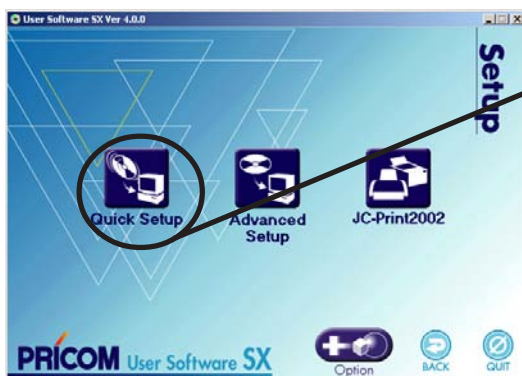 User Software SX Ver 4.0.0
Setup
Quick Setup
Advanced
Setup
JC-Print2002
PRICOM User Software SX
Option
BACK
QUIT